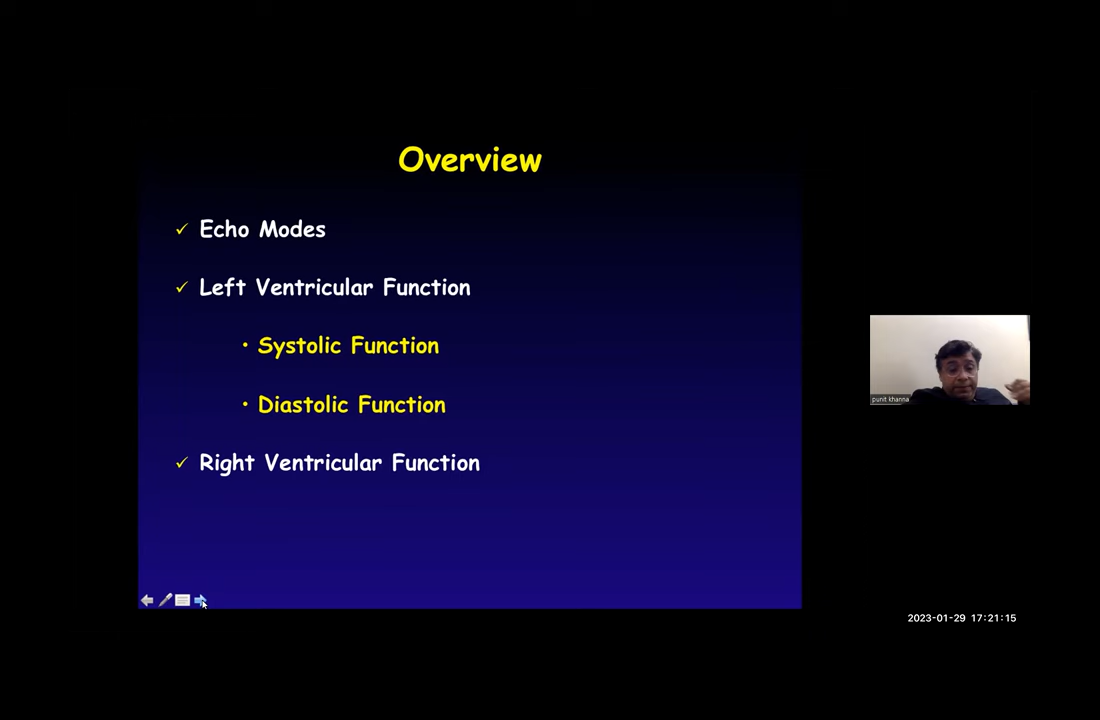 Overview
✓ Echo Modes
✓ Left Ventricular Function
• Systolic Function
• Diastolic Function
✓ Right Ventricular Function
punit khanna
2023-01-29 17:21:15